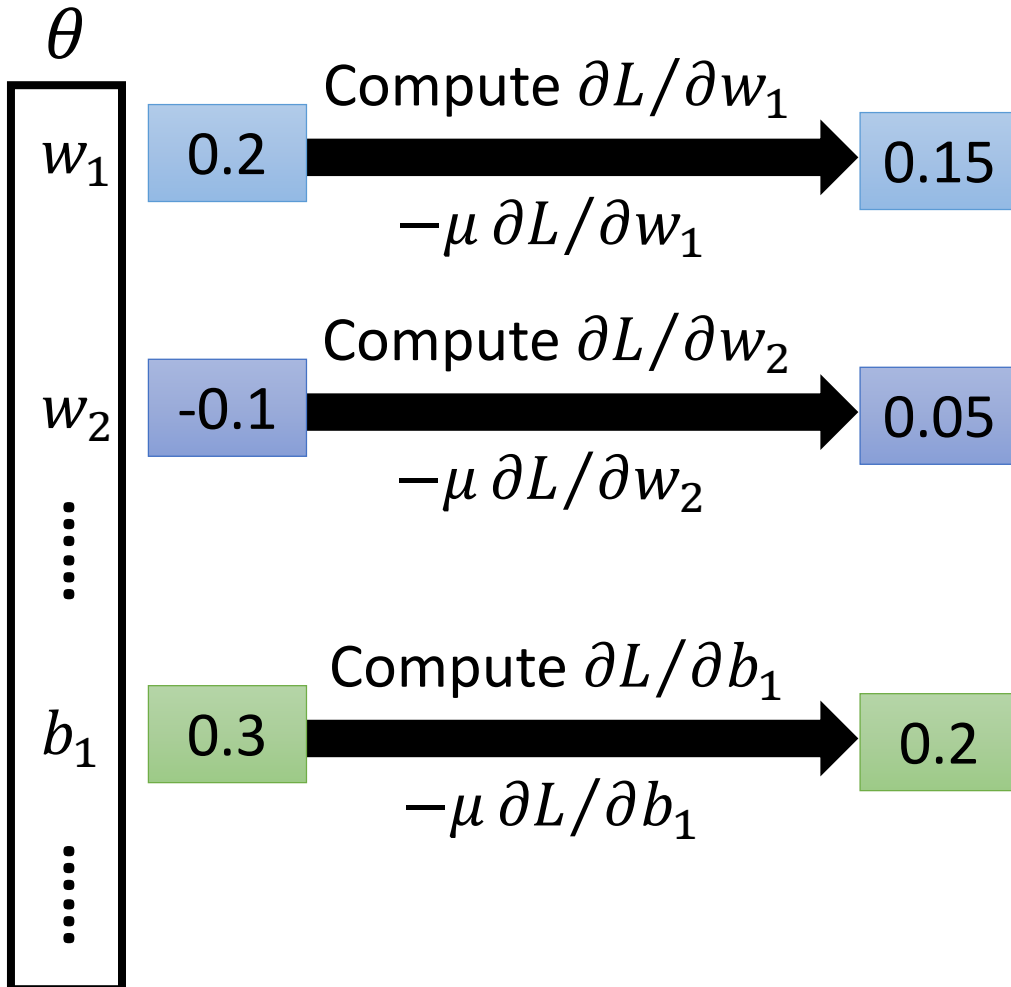 θ
Compute ∂L/∂w₁
w₁ 0.2 0.15
−μ ∂L/∂w₁
Compute ∂L/∂w₂
w₂ -0.1 0.05
−μ ∂L/∂w₂
⋮
Compute ∂L/∂b₁
b₁ 0.3 0.2
−μ ∂L/∂b₁
⋮